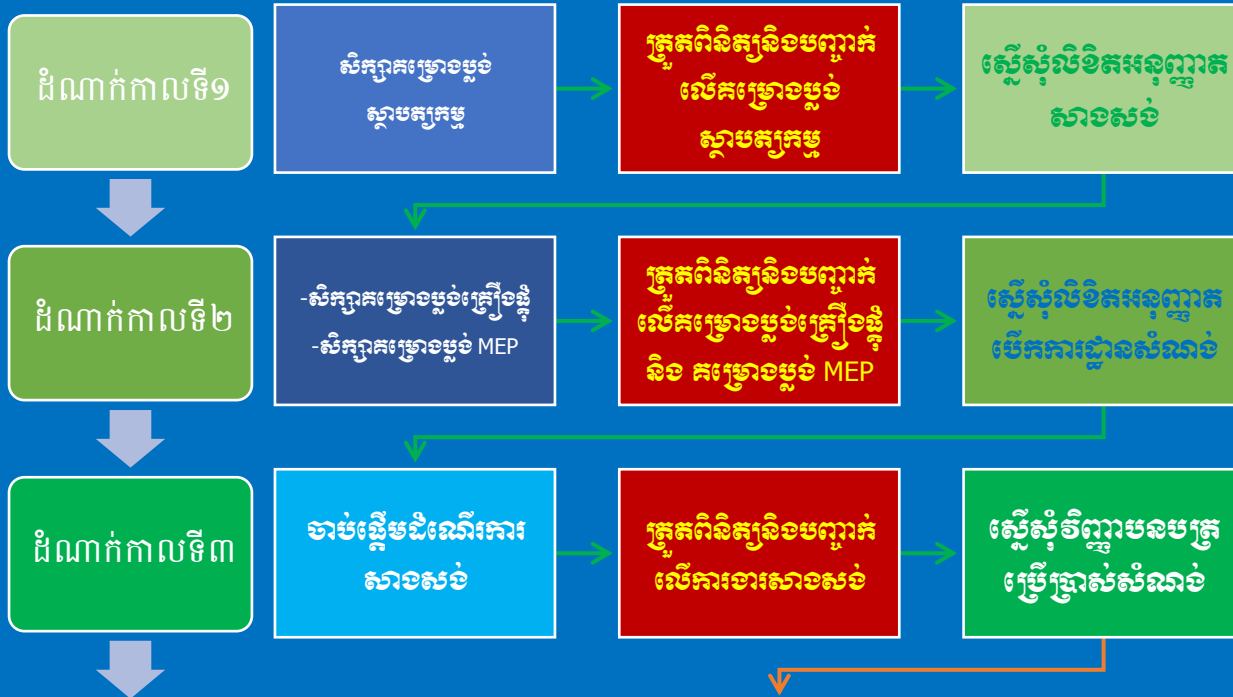 ដំណាក់កាលទី១
សិក្សាគម្រោងប្លង់
ស្ថាបត្យកម្ម
ត្រួតពិនិត្យនិងបញ្ជាក់
លើគម្រោងប្លង់
ស្ថាបត្យកម្ម
ស្នើសុំលិខិតអនុញ្ញាត
សាងសង់
ដំណាក់កាលទី២
-សិក្សាគម្រោងប្លង់គ្រឿងផ្គុំ
-សិក្សាគម្រោងប្លង់ MEP
ត្រួតពិនិត្យនិងបញ្ជាក់
លើគម្រោងប្លង់គ្រឿងផ្គុំ
និង គម្រោងប្លង់ MEP
ស្នើសុំលិខិតអនុញ្ញាត
បើកការដ្ឋានសំណង់
ដំណាក់កាលទី៣
ចាប់ផ្តើមដំណើរការ
សាងសង់
ត្រួតពិនិត្យនិងបញ្ជាក់
លើការងារសាងសង់
ស្នើសុំវិញ្ញាបនបត្រ
ប្រើប្រាស់សំណង់